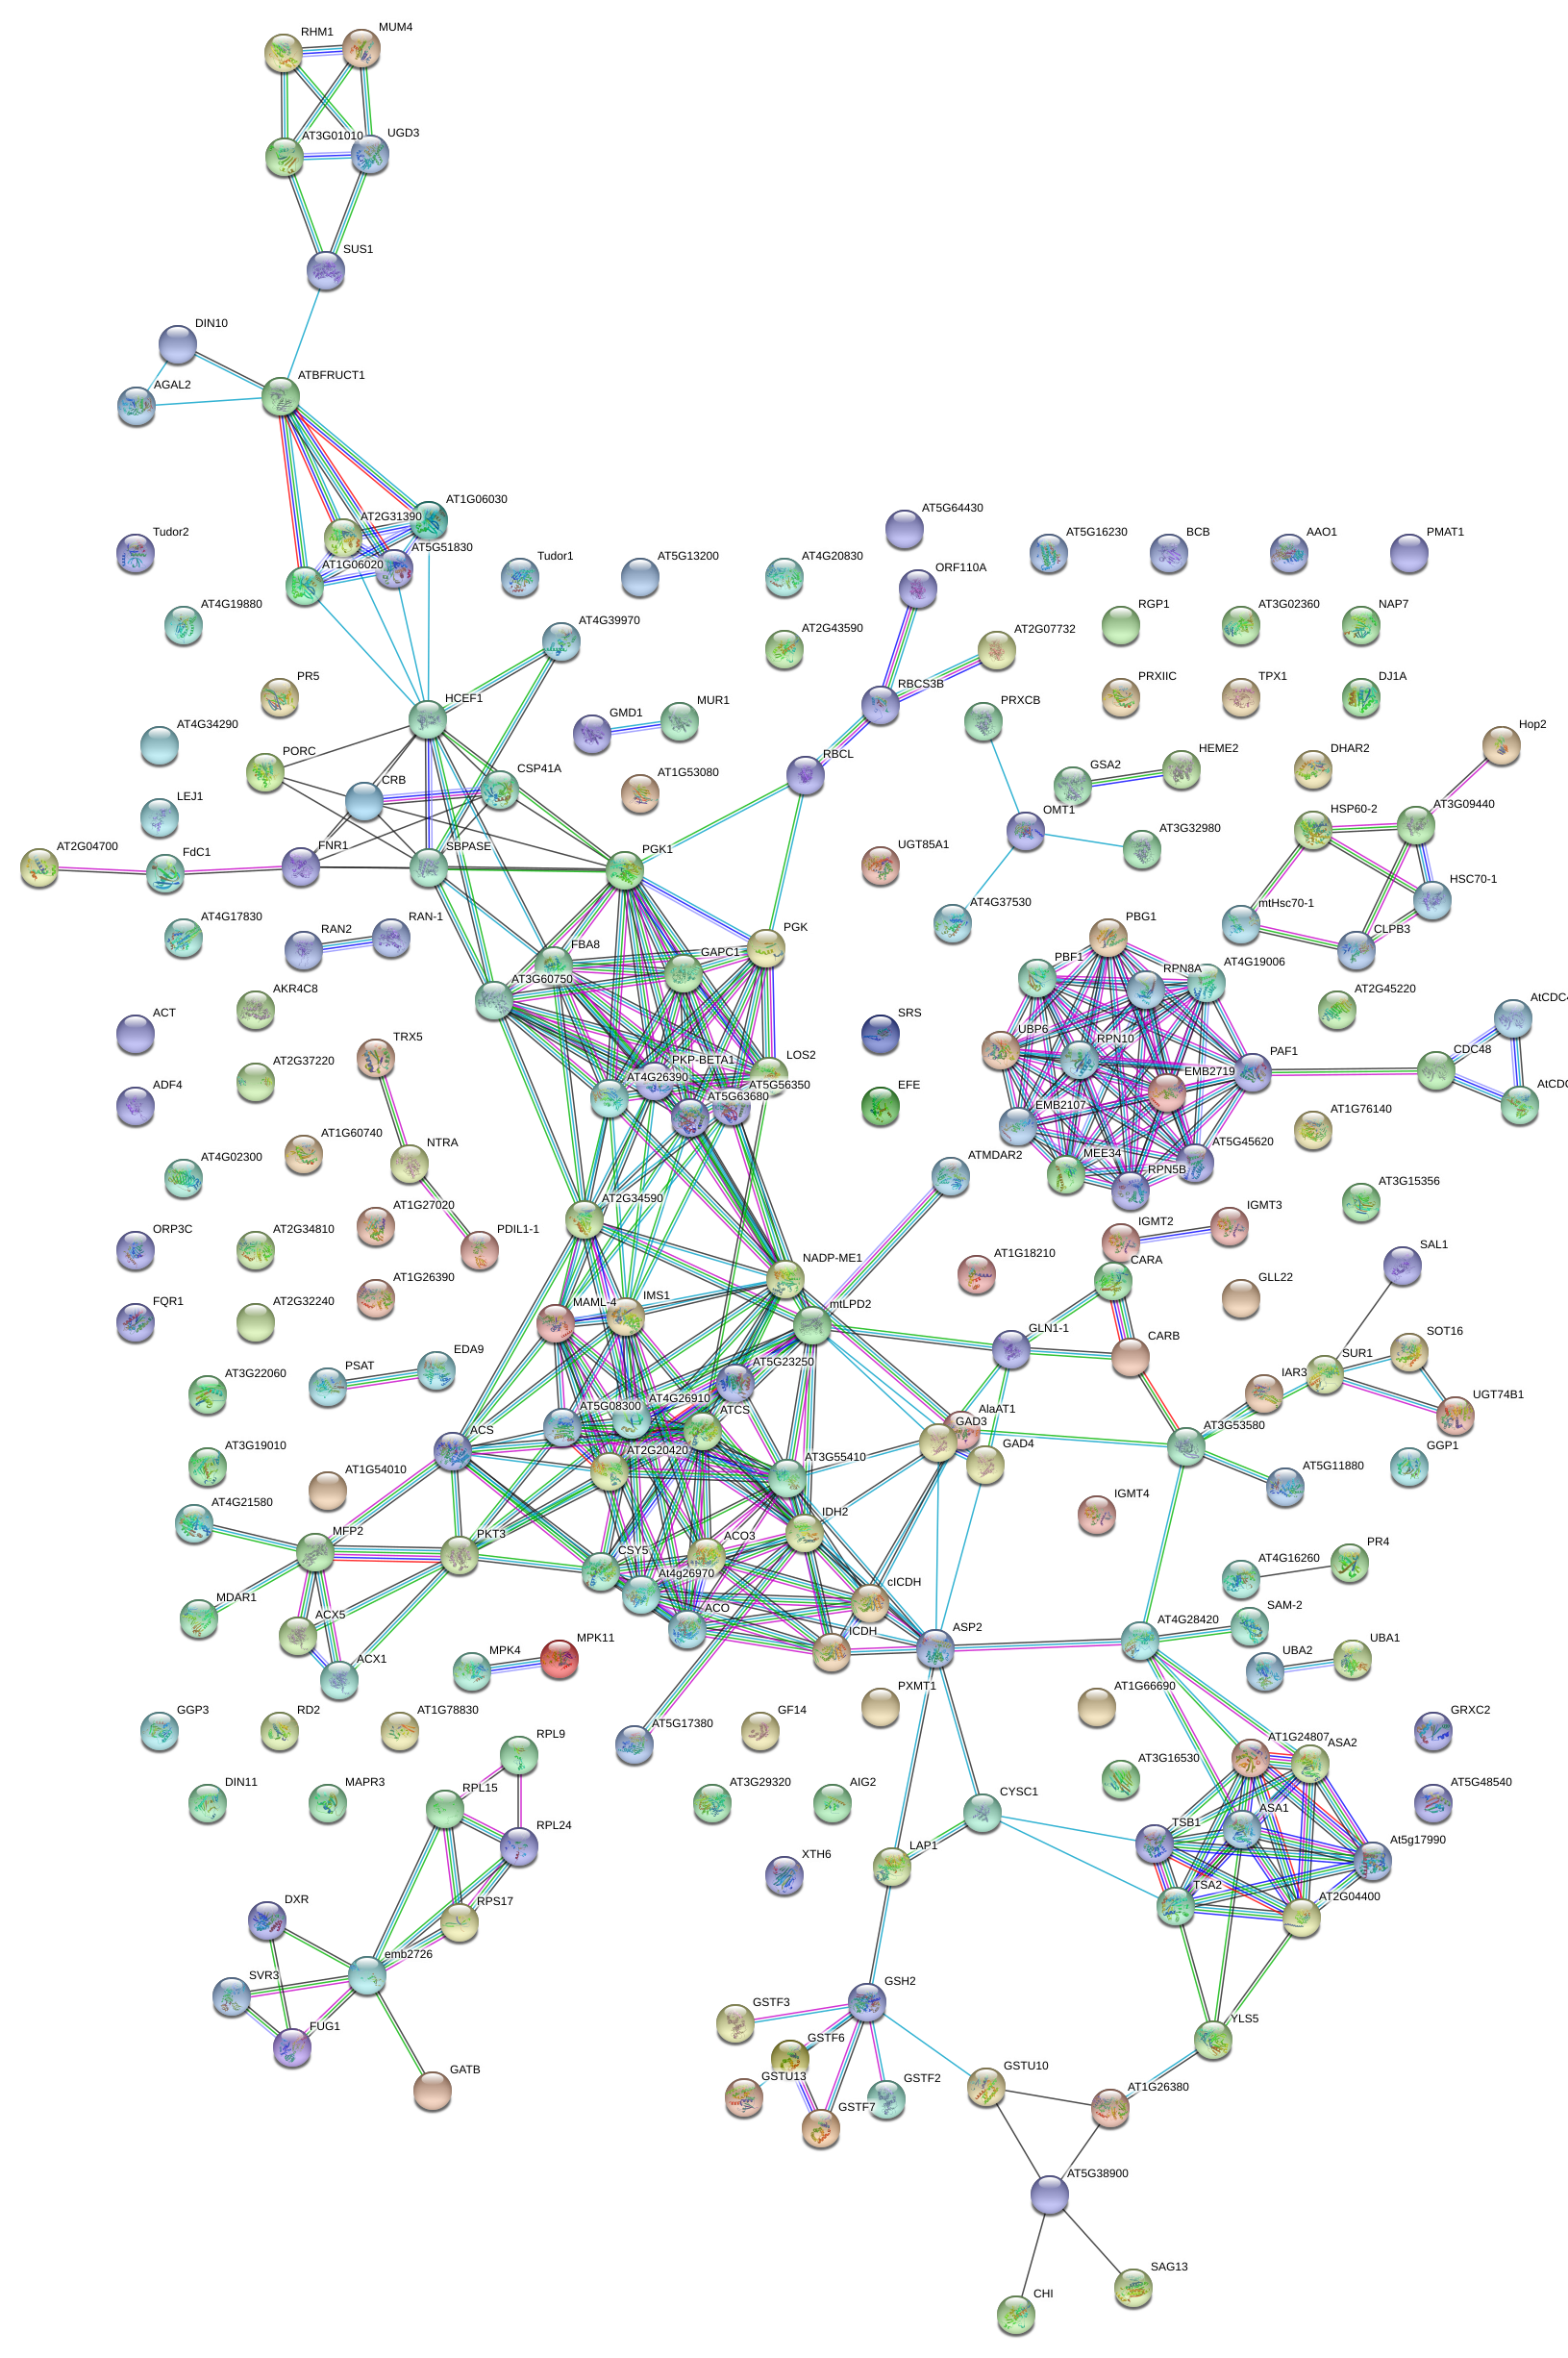 RHM1
MUM4
AT3G01010
UGD3
SUS1
DIN10
AGAL2
ATBFRUCT1
AT1G06030
AT2G31390
AT5G51830
AT1G06020
Tudor2
Tudor1
AT5G13200
AT4G20830
AT5G64430
AT5G16230
BCB
AAO1
PMAT1
ORF110A
AT4G19880
AT4G39970
AT2G43590
AT2G07732
RGP1
AT3G02360
NAP7
PR5
HCEF1
GMD1
MUR1
RBCS3B
PRXCB
PRXIIC
TPX1
DJ1A
AT4G34290
PORC
CRB
CSP41A
AT1G53080
RBCL
GSA2
HEME2
DHAR2
Hop2
LEJ1
OMT1
AT3G32980
HSP60-2
AT3G09440
AT2G04700
FdC1
FNR1
SBPASE
PGK1
UGT85A1
HSC70-1
AT4G17830
RAN2
RAN-1
AT4G37530
mtHsc70-1
CLPB3
FBA8
GAPC1
PGK
PBG1
PBF1
RPN8A
AT4G19006
AT3G60750
AKR4C8
AT2G45220
AtCDC4
ACT
TRX5
SRS
UBP6
RPN10
PAF1
CDC48
AT2G37220
PKP-BETA1
LOS2
AT4G26390
AT5G56350
AT5G63680
EMB2719
AtCDC
ADF4
EFE
EMB2107
AT1G76140
AT1G60740
NTRA
AT4G02300
ATMDAR2
MEE34
RPN5B
AT5G45620
AT3G15356
AT2G34590
AT1G27020
PDIL1-1
ORP3C
AT2G34810
IGMT2
IGMT3
NADP-ME1
AT1G18210
CARA
SAL1
AT1G26390
GLL22
FQR1
AT2G32240
MAML-4
IMS1
mtLPD2
GLN1-1
CARB
SUR1
SOT16
AT3G22060
PSAT
EDA9
AT5G23250
IAR3
UGT74B1
AT5G08300
AT4G26910
ATCS
AlaAT1
GAD3
GAD4
AT3G53580
ACS
AT3G19010
AT2G20420
AT3G55410
AT5G11880
GGP1
AT1G54010
AT4G21580
MFP2
PKT3
IDH2
IGMT4
CSY5
ACO3
AT4G16260
PR4
MDAR1
At4g26970
cICDH
ACX5
ACO
ICDH
ASP2
AT4G28420
SAM-2
ACX1
MPK4
MPK11
UBA2
UBA1
GGP3
RD2
AT1G78830
AT5G17380
GF14
PXMT1
AT1G66690
GRXC2
RPL9
AT1G24807
ASA2
DIN11
MAPR3
RPL15
AT3G29320
AIG2
CYSC1
AT3G16530
AT5G48540
RPL24
TSB1
ASA1
At5g17990
XTH6
LAP1
TSA2
AT2G04400
DXR
RPS17
emb2726
SVR3
FUG1
GSH2
GSTF3
YLS5
GATB
GSTF6
GSTU13
GSTF2
GSTF7
GSTU10
AT1G26380
AT5G38900
SAG13
CHI